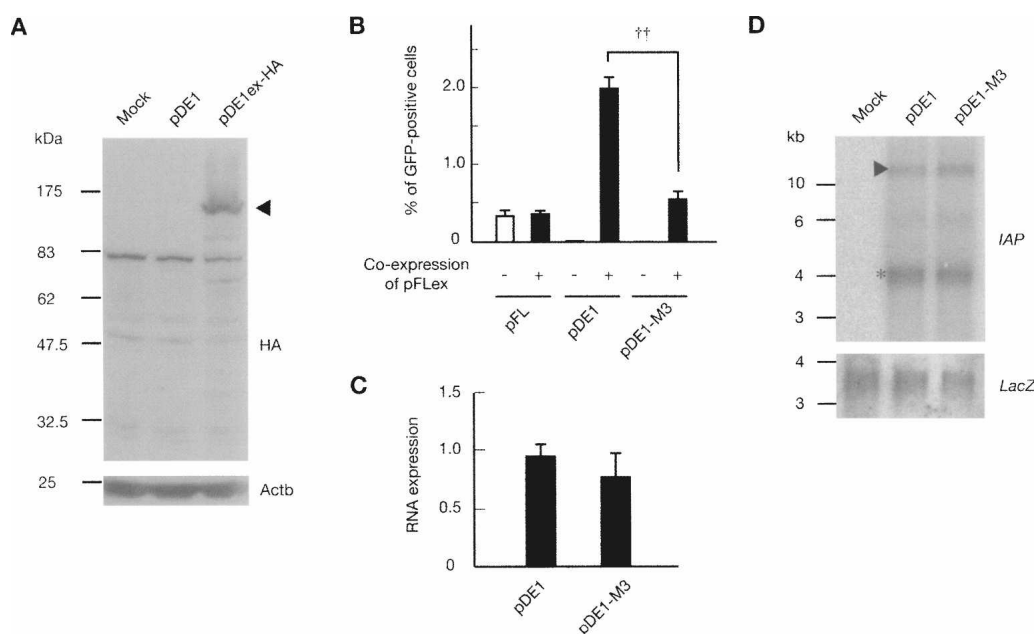 A
Mock
pDE1
pDE1ex-HA
kDa
175
83
62
47.5
32.5
25
HA
Actb
B
% of GFP-positive cells
2.0
1.0
0
††
Co-expression
of pFLex
- + - + - +
pFL
pDE1
pDE1-M3
C
RNA expression
1.5
1.0
0.5
0
pDE1
pDE1-M3
D
Mock
pDE1
pDE1-M3
kb
10
6
4
3
*
IAP
4
3
LacZ